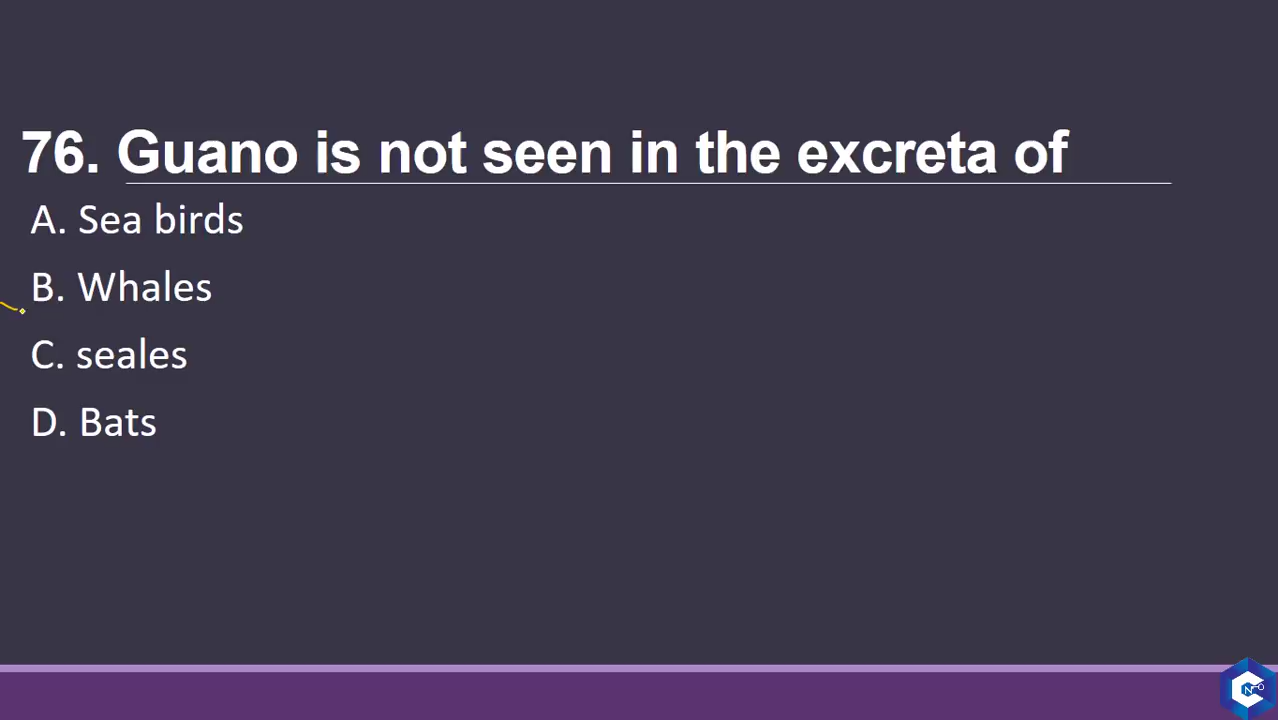 76. Guano is not seen in the excreta of
A. Sea birds
B. Whales
C. seales
D. Bats